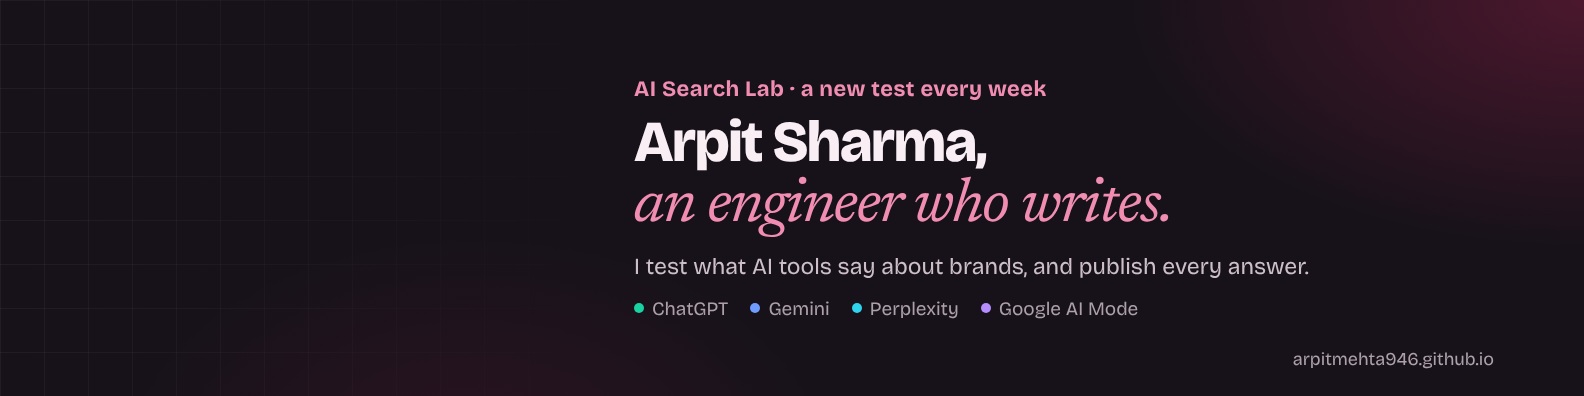 AI Search Lab · a new test every week
Arpit Sharma,
an engineer who writes.
I test what AI tools say about brands, and publish every answer.
ChatGPT Gemini Perplexity Google AI Mode
arpitmehta946.github.io